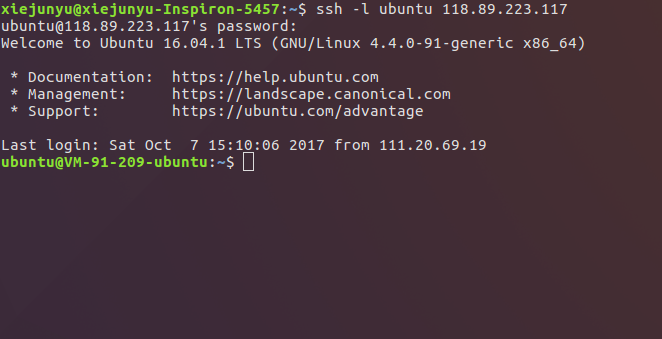 xiejunyu@xiejunyu-Inspiron-5457:~$ ssh -l ubuntu 118.89.223.117
ubuntu@118.89.223.117's password:
Welcome to Ubuntu 16.04.1 LTS (GNU/Linux 4.4.0-91-generic x86_64)

 * Documentation:  https://help.ubuntu.com
 * Management:     https://landscape.canonical.com
 * Support:        https://ubuntu.com/advantage

Last login: Sat Oct  7 15:10:06 2017 from 111.20.69.19
ubuntu@VM-91-209-ubuntu:~$